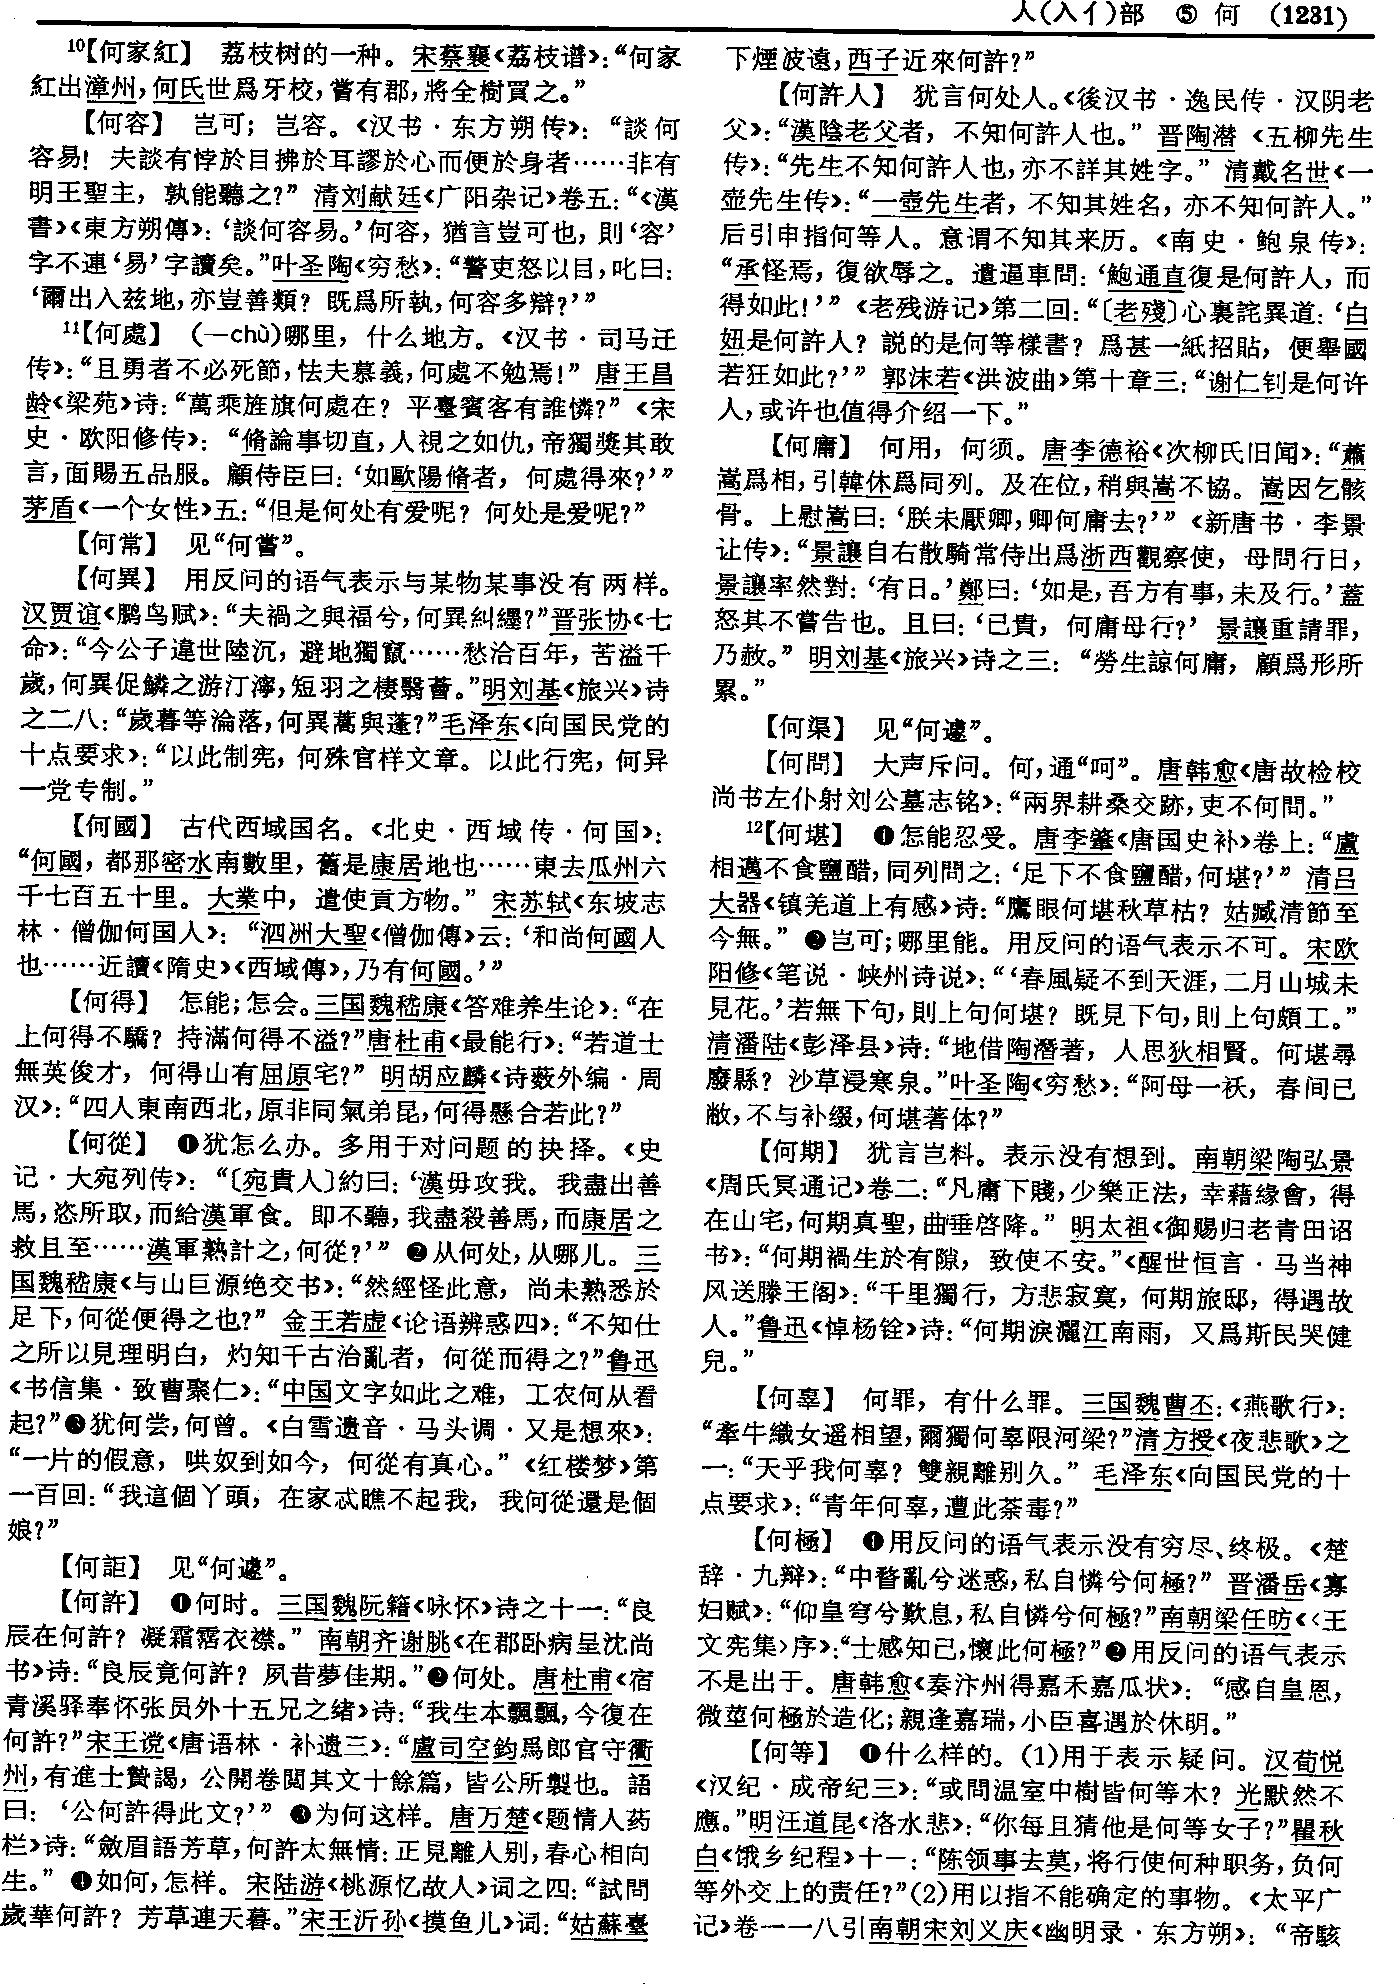 人(入亻)部　⑤　何　(1231)
10【何家紅】　荔枝树的一种。宋蔡襄《荔枝谱》：“何家
紅出漳州，何氏世爲牙校，嘗有郡，將全樹買之。”
【何容】　岂可；岂容。《汉书·东方朔传》：“談何
容易！夫談有悖於目拂於耳謬於心而便於身者……非有
明王聖主，孰能聽之？”清刘献廷《广阳杂记》卷五：“《漢
書》《東方朔傳》：‘談何容易。’何容，猶言豈可也，則‘容’
字不連‘易’字讀矣。”叶圣陶《穷愁》：“警吏怒以目，叱曰：
‘爾出入兹地，亦豈善類？既爲所執，何容多辯？’”
11【何處】　(—chù)哪里，什么地方。《汉书·司马迁
传》：“且勇者不必死節，怯夫慕義，何處不勉焉！”唐王昌
龄《梁苑》诗：“萬乘旌旗何處在？平臺賓客有誰憐？”《宋
史·欧阳修传》：“脩論事切直，人視之如仇，帝獨獎其敢
言，面賜五品服。顧侍臣曰：‘如歐陽脩者，何處得來？’”
茅盾《一个女性》五：“但是何处有爱呢？何处是爱呢？”
【何常】　见“何嘗”。
【何異】　用反问的语气表示与某物某事没有两样。
汉贾谊《鹏鸟赋》：“夫禍之與福兮，何異糾纆？”晋张协《七
命》：“今公子違世陸沉，避地獨竄……愁洽百年，苦溢千
歲，何異促鱗之游汀濘，短羽之棲翳薈。”明刘基《旅兴》诗
之二八：“歲暮等淪落，何異蒿與蓬？”毛泽东《向国民党的
十点要求》：“以此制宪，何殊官样文章。以此行宪，何异
一党专制。”
【何國】　古代西域国名。《北史·西域传·何国》：
“何國，都那密水南數里，舊是康居地也……東去瓜州六
千七百五十里。大業中，遣使貢方物。”宋苏轼《东坡志
林·僧伽何国人》：“泗洲大聖《僧伽傳》云：‘和尚何國人
也……近讀《隋史》《西域傳》，乃有何國。’”
【何得】　怎能；怎会。三国魏嵇康《答难养生论》：“在
上何得不驕？持滿何得不溢？”唐杜甫《最能行》：“若道士
無英俊才，何得山有屈原宅？”明胡应麟《诗薮外编·周
汉》：“四人東南西北，原非同氣弟昆，何得懸合若此？”
【何從】　❶犹怎么办。多用于对问题的抉择。《史
记·大宛列传》：“〔宛貴人〕約曰：‘漢毋攻我。我盡出善
馬，恣所取，而給漢軍食。即不聽，我盡殺善馬，而康居之
救且至……漢軍熟計之，何從？’”❷从何处，从哪儿。三
国魏嵇康《与山巨源绝交书》：“然經怪此意，尚未熟悉於
足下，何從便得之也？”金王若虚《论语辨惑四》：“不知仕
之所以見理明白，灼知千古治亂者，何從而得之？”鲁迅
《书信集·致曹聚仁》：“中国文字如此之难，工农何从看
起？”❸犹何尝，何曾。《白雪遗音·马头调·又是想來》：
“一片的假意，哄奴到如今，何從有真心。”《红楼梦》第
一百回：“我這個丫頭，在家忒瞧不起我，我何從還是個
娘？”
【何詎】　见“何遽”。
【何許】　❶何时。三国魏阮籍《咏怀》诗之十一：“良
辰在何許？凝霜霑衣襟。”南朝齐谢朓《在郡卧病呈沈尚
书》诗：“良辰竟何許？夙昔夢佳期。”❷何处。唐杜甫《宿
青溪驿奉怀张员外十五兄之绪》诗：“我生本飄飄，今復在
何許？”宋王谠《唐语林·补遗三》：“盧司空鈞爲郎官守衢
州，有進士贄謁，公開卷閲其文十餘篇，皆公所製也。語
曰：‘公何許得此文？’”❸为何这样。唐万楚《题情人药
栏》诗：“斂眉語芳草，何許太無情；正見離人别，春心相向
生。”❹如何，怎样。宋陆游《桃源忆故人》词之四：“試問
歲華何許？芳草連天暮。”宋王沂孙《摸鱼儿》词：“姑蘇臺
下煙波遠，西子近來何許？”
【何許人】　犹言何处人。《後汉书·逸民传·汉阴老
父》：“漢陰老父者，不知何許人也。”晋陶潜《五柳先生
传》：“先生不知何許人也，亦不詳其姓字。”清戴名世《一
壶先生传》：“一壺先生者，不知其姓名，亦不知何許人。”
后引申指何等人。意谓不知其来历。《南史·鲍泉传》：
“承怪焉，復欲辱之。遣逼車問：‘鮑通直復是何許人，而
得如此！’”《老残游记》第二回：“〔老殘〕心裏詫異道：‘白
妞是何許人？説的是何等樣書？爲甚一紙招貼，便舉國
若狂如此？’”郭沫若《洪波曲》第十章三：“谢仁钊是何许
人，或许也值得介绍一下。”
【何庸】　何用，何须。唐李德裕《次柳氏旧闻》：“蕭
嵩爲相，引韓休爲同列。及在位，稍與嵩不協。嵩因乞骸
骨。上慰嵩曰：‘朕未厭卿，卿何庸去？’”《新唐书·李景
让传》：“景讓自右散騎常侍出爲浙西觀察使，母問行日，
景讓率然對：‘有日。’鄭曰：‘如是，吾方有事，未及行。’蓋
怒其不嘗告也。且曰：‘已貴，何庸母行？’景讓重請罪，
乃赦。”明刘基《旅兴》诗之三：“勞生諒何庸，顧爲形所
累。”
【何渠】　见“何遽”。
【何問】　大声斥问。何，通“呵”。唐韩愈《唐故检校
尚书左仆射刘公墓志铭》：“兩界耕桑交跡，吏不何問。”
12【何堪】　❶怎能忍受。唐李肇《唐国史补》卷上：“盧
相邁不食鹽醋，同列問之：‘足下不食鹽醋，何堪？’”清吕
大器《镇羌道上有感》诗：“鷹眼何堪秋草枯？姑臧清節至
今無。”❷岂可；哪里能。用反问的语气表示不可。宋欧
阳修《笔说·峡州诗说》：“‘春風疑不到天涯，二月山城未
見花。’若無下句，則上句何堪？既見下句，則上句頗工。”
清潘陆《彭泽县》诗：“地借陶潛著，人思狄相賢。何堪尋
廢縣？沙草浸寒泉。”叶圣陶《穷愁》：“阿母一袄，春间已
敝，不与补缀，何堪著体？”
【何期】　犹言岂料。表示没有想到。南朝梁陶弘景
《周氏冥通记》卷二：“凡庸下賤，少樂正法，幸藉緣會，得
在山宅，何期真聖，曲垂啓降。”明太祖《御赐归老青田诏
书》：“何期禍生於有隙，致使不安。”《醒世恒言·马当神
风送滕王阁》：“千里獨行，方悲寂寞，何期旅邸，得遇故
人。”鲁迅《悼杨铨》诗：“何期淚灑江南雨，又爲斯民哭健
兒。”
【何辜】　何罪，有什么罪。三国魏曹丕：《燕歌行》：
“牽牛織女遥相望，爾獨何辜限河梁？”清方授《夜悲歌》之
一：“天乎我何辜？雙親離别久。”毛泽东《向国民党的十
点要求》：“青年何辜，遭此荼毒？”
【何極】　❶用反问的语气表示没有穷尽、终极。《楚
辞·九辩》：“中瞀亂兮迷惑，私自憐兮何極？”晋潘岳《寡
妇赋》：“仰皇穹兮歎息，私自憐兮何極？”南朝梁任昉《〈王
文宪集〉序》：“士感知己，懷此何極？”❷用反问的语气表示
不是出于。唐韩愈《奏汴州得嘉禾嘉瓜状》：“感自皇恩，
微莖何極於造化；親逢嘉瑞，小臣喜遇於休明。”
【何等】　❶什么样的。(1)用于表示疑问。汉荀悦
《汉纪·成帝纪三》：“或問温室中樹皆何等木？光默然不
應。”明汪道昆《洛水悲》：“你每且猜他是何等女子？”瞿秋
白《饿乡纪程》十一：“陈领事去莫，将行使何种职务，负何
等外交上的责任？”(2)用以指不能确定的事物。《太平广
记》卷一一八引南朝宋刘义庆《幽明录·东方朔》：“帝駭